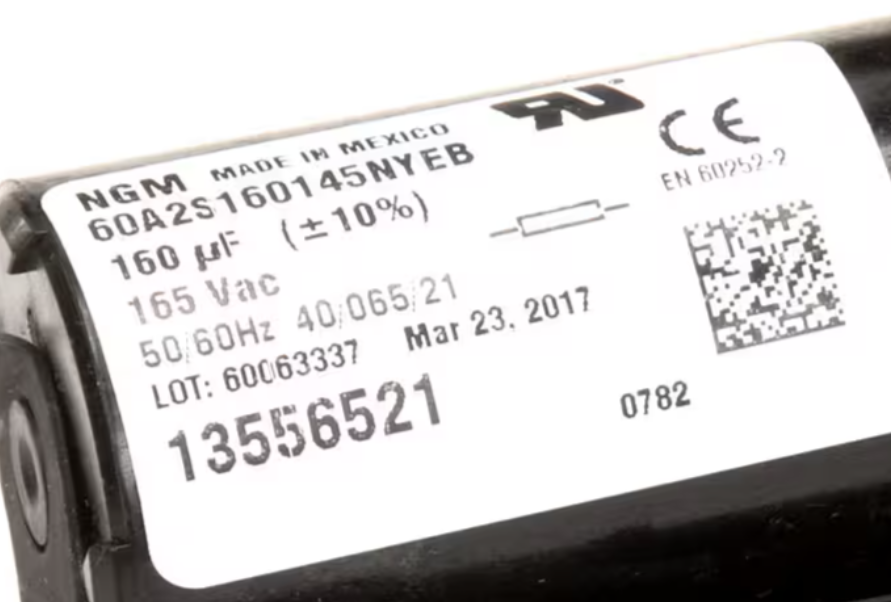 NGM MADE IN MEXICO
60A2S160145NYEB
160 µF (±10%)
165 Vac
50/60Hz 40/065/21
LOT: 60063337 Mar 23, 2017
13556521
0782
CE
EN 60252-2